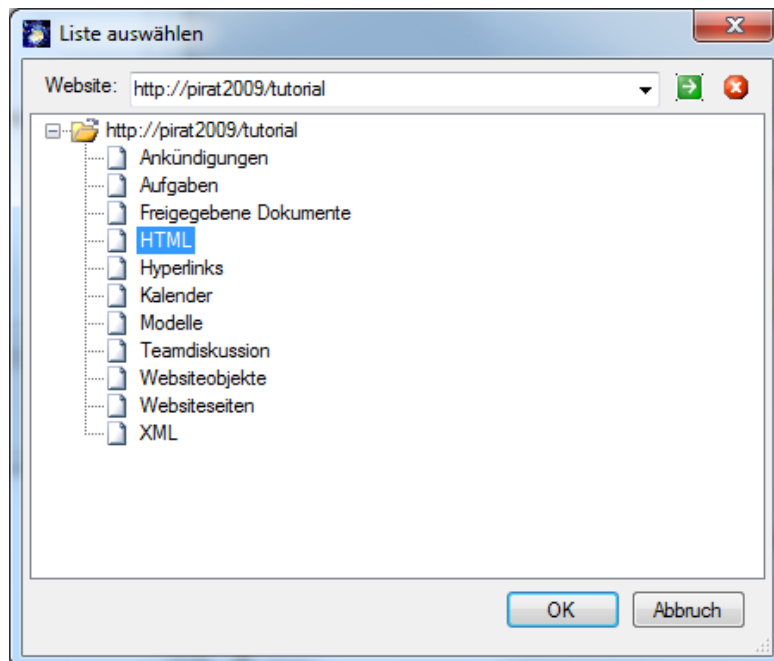 Liste auswählen
Website: http://pirat2009/tutorial
http://pirat2009/tutorial
Ankündigungen
Aufgaben
Freigegebene Dokumente
HTML
Hyperlinks
Kalender
Modelle
Teamdiskussion
Websiteobjekte
Websiteseiten
XML
OK Abbruch